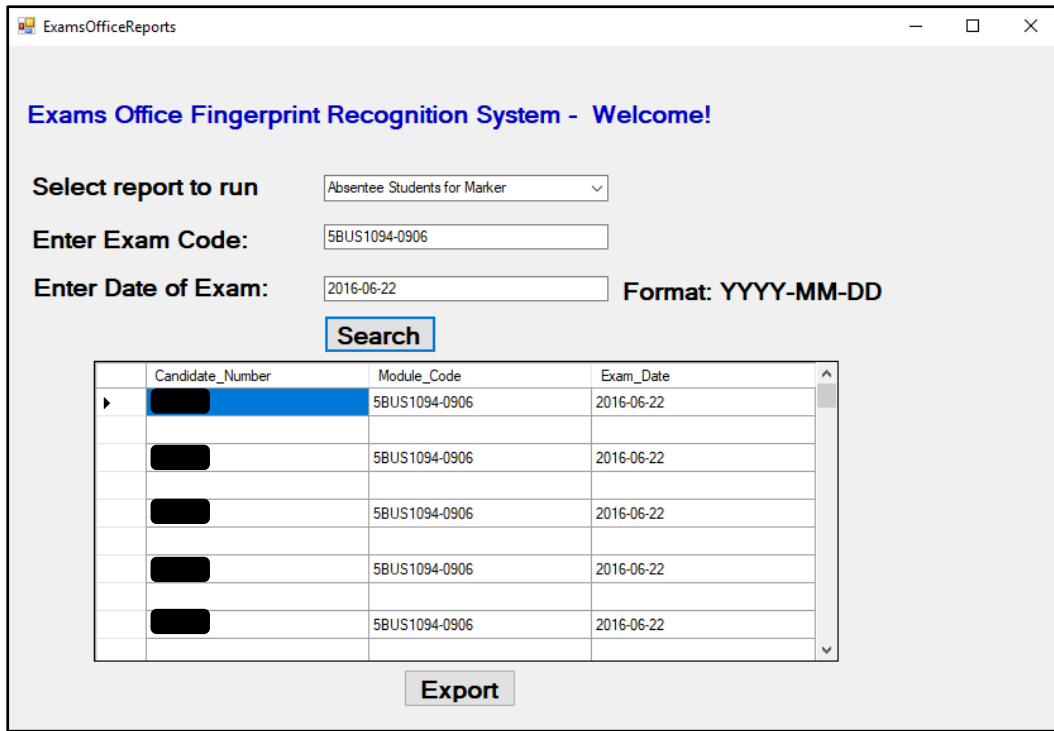 ExamsOfficeReports
Exams Office Fingerprint Recognition System - Welcome!
Select report to run Absentee Students for Marker
Enter Exam Code: 5BUS1094-0906
Enter Date of Exam: 2016-06-22 Format: YYYY-MM-DD
Search
Candidate_Number Module_Code Exam_Date
5BUS1094-0906 2016-06-22
5BUS1094-0906 2016-06-22
5BUS1094-0906 2016-06-22
5BUS1094-0906 2016-06-22
5BUS1094-0906 2016-06-22
Export